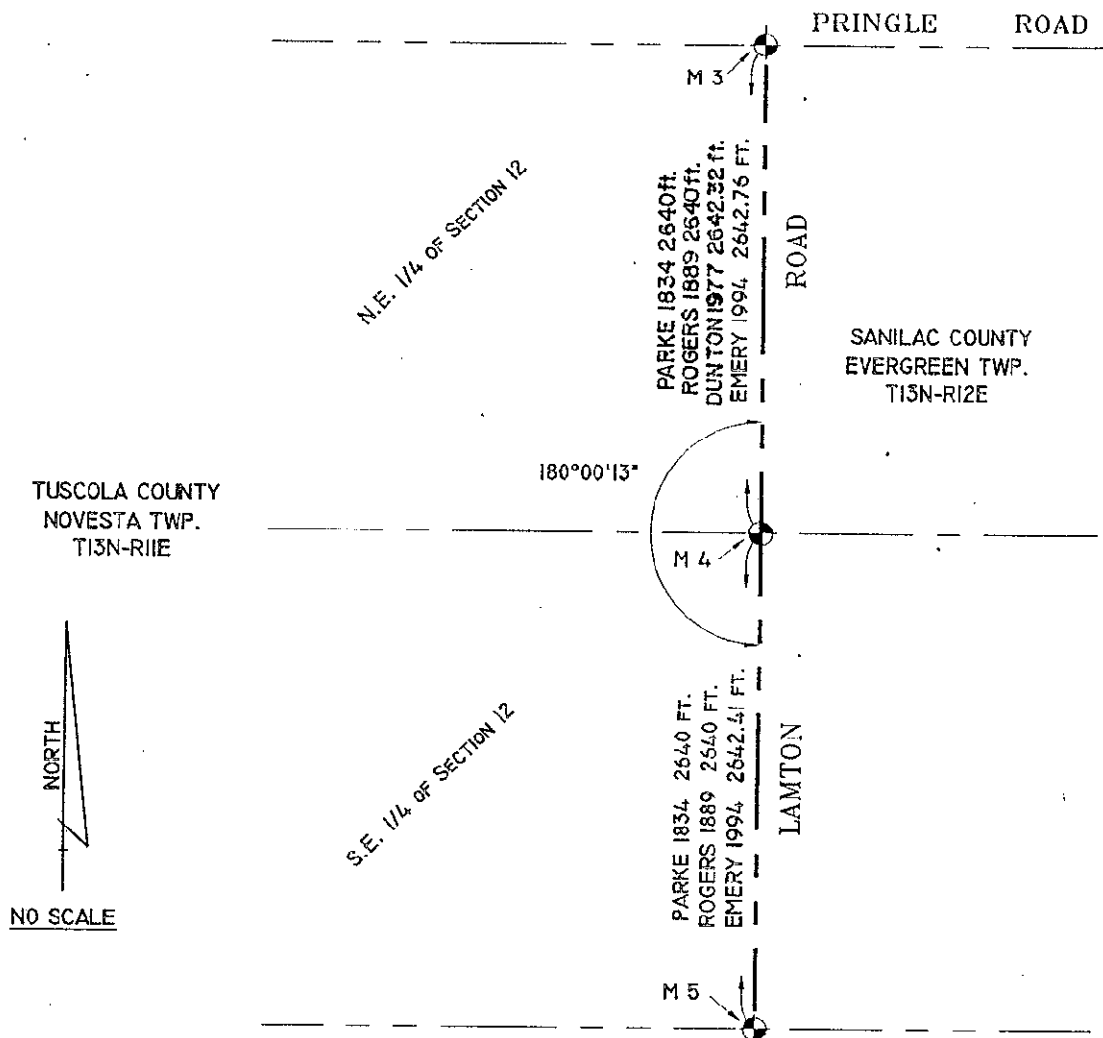 PRINGLE ROAD
M 3
N.E. 1/4 OF SECTION 12
PARKE 1834 2640ft.
ROGERS 1889 2640ft.
DUNTON 1977 2642.32 ft.
EMERY 1994 2642.76 FT.
ROAD
SANILAC COUNTY
EVERGREEN TWP.
T13N-R12E
180°00'13"
TUSCOLA COUNTY
NOVESTA TWP.
T13N-R11E
M 4
NORTH
NO SCALE
S.E. 1/4 OF SECTION 12
PARKE 1834 2640 FT.
ROGERS 1889 2640 FT.
EMERY 1994 2642.41 FT.
LAMTON
M 5